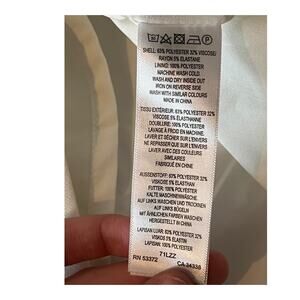 SHELL: 63% POLYESTER 32% VISCOSE/
RAYON 5% ELASTANE
LINING: 100% POLYESTER
MACHINE WASH COLD
WASH AND DRY INSIDE OUT
IRON ON REVERSE SIDE
WASH WITH SIMILAR COLOURS
MADE IN CHINA
TISSU EXTÉRIEUR: 63% POLYESTER 32%
VISCOSE 5% ÉLASTHANNE
DOUBLURE: 100% POLYESTER
LAVAGE À FROID EN MACHINE
LAVER ET SÉCHER SUR L'ENVERS
NE REPASSER QUE SUR L'ENVERS
LAVER AVEC DES COULEURS
SIMILAIRES
FABRIQUÉ EN CHINE
AUSSENSTOFF: 63% POLYESTER 32%
VISCOSE 5% ELASTHAN
FUTTER: 100% POLYESTER
KALTE MASCHINENWÄSCHE
AUF LINKS WASCHEN UND TROCKNEN
AUF LINKS BÜGELN
MIT ÄHNLICHEN FARBEN WASCHEN
HERGESTELLT IN CHINA
LAPISAN LUAR: 63% POLYESTER 32%
VISKOS 5% ELASTIN
LAPISAN: 100% POLYESTER
71LZZ
RN 53372 CA 34338